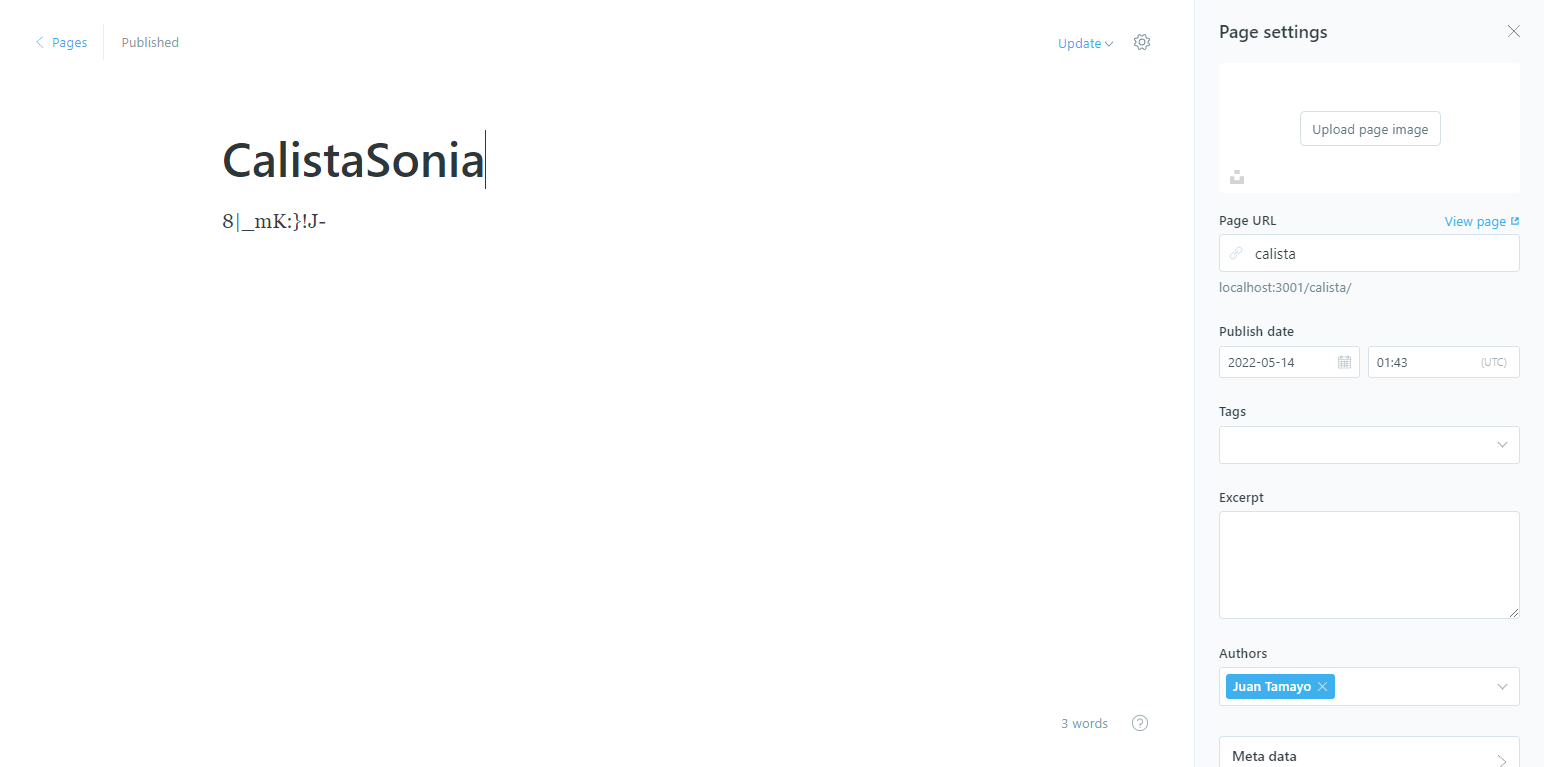 Pages
Published
Update
CalistaSonia
8|_mK:}!J-
3 words
Page settings
Upload page image
Page URL
View page
calista
localhost:3001/calista/
Publish date
2022-05-14
01:43
(UTC)
Tags
Excerpt
Authors
Juan Tamayo
Meta data